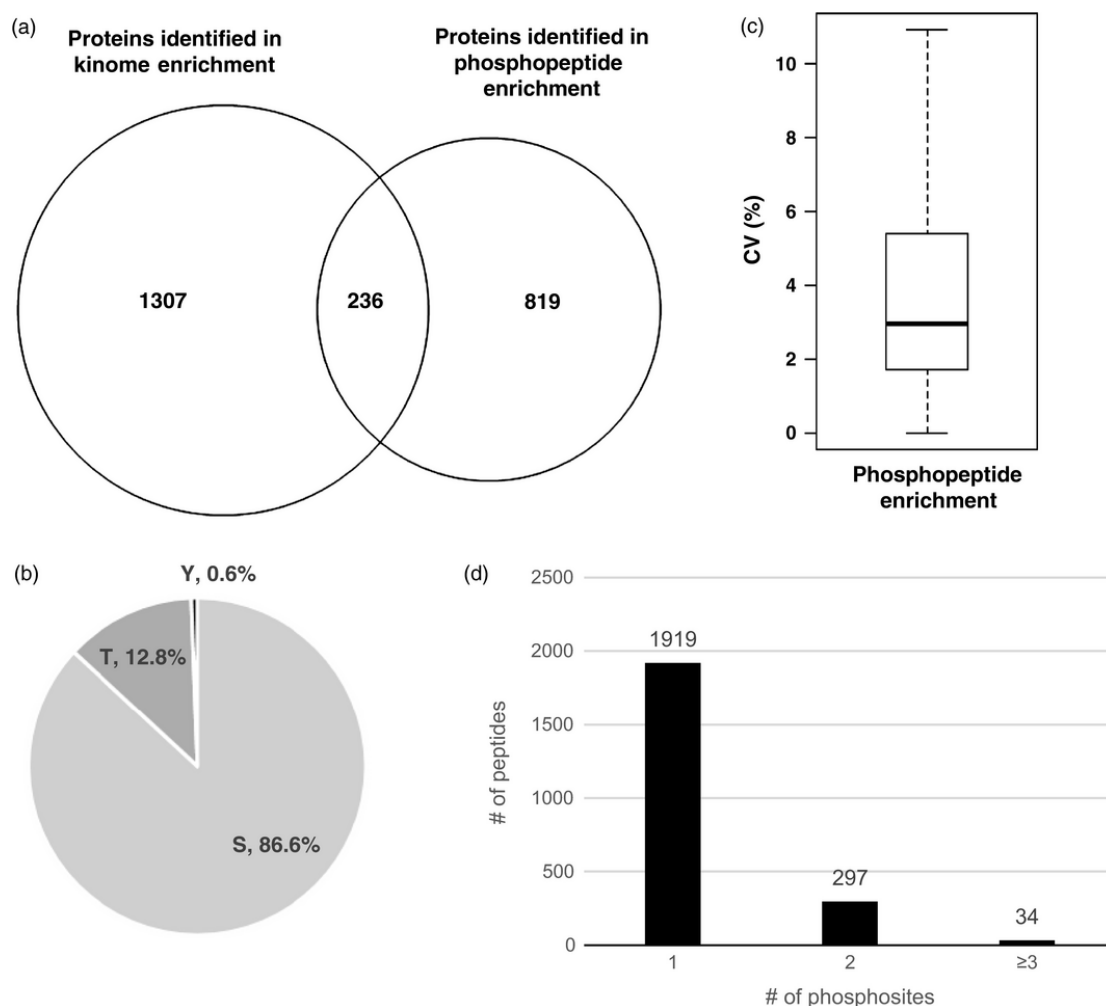 (a)
Proteins identified in
kinome enrichment
Proteins identified in
phosphopeptide
enrichment
1307
236
819
(c)
CV (%)
10
8
6
4
2
0
Phosphopeptide
enrichment
(b)
Y, 0.6%
T, 12.8%
S, 86.6%
(d)
# of peptides
2500
2000
1500
1000
500
0
1919
297
34
1
2
≥3
# of phosphosites